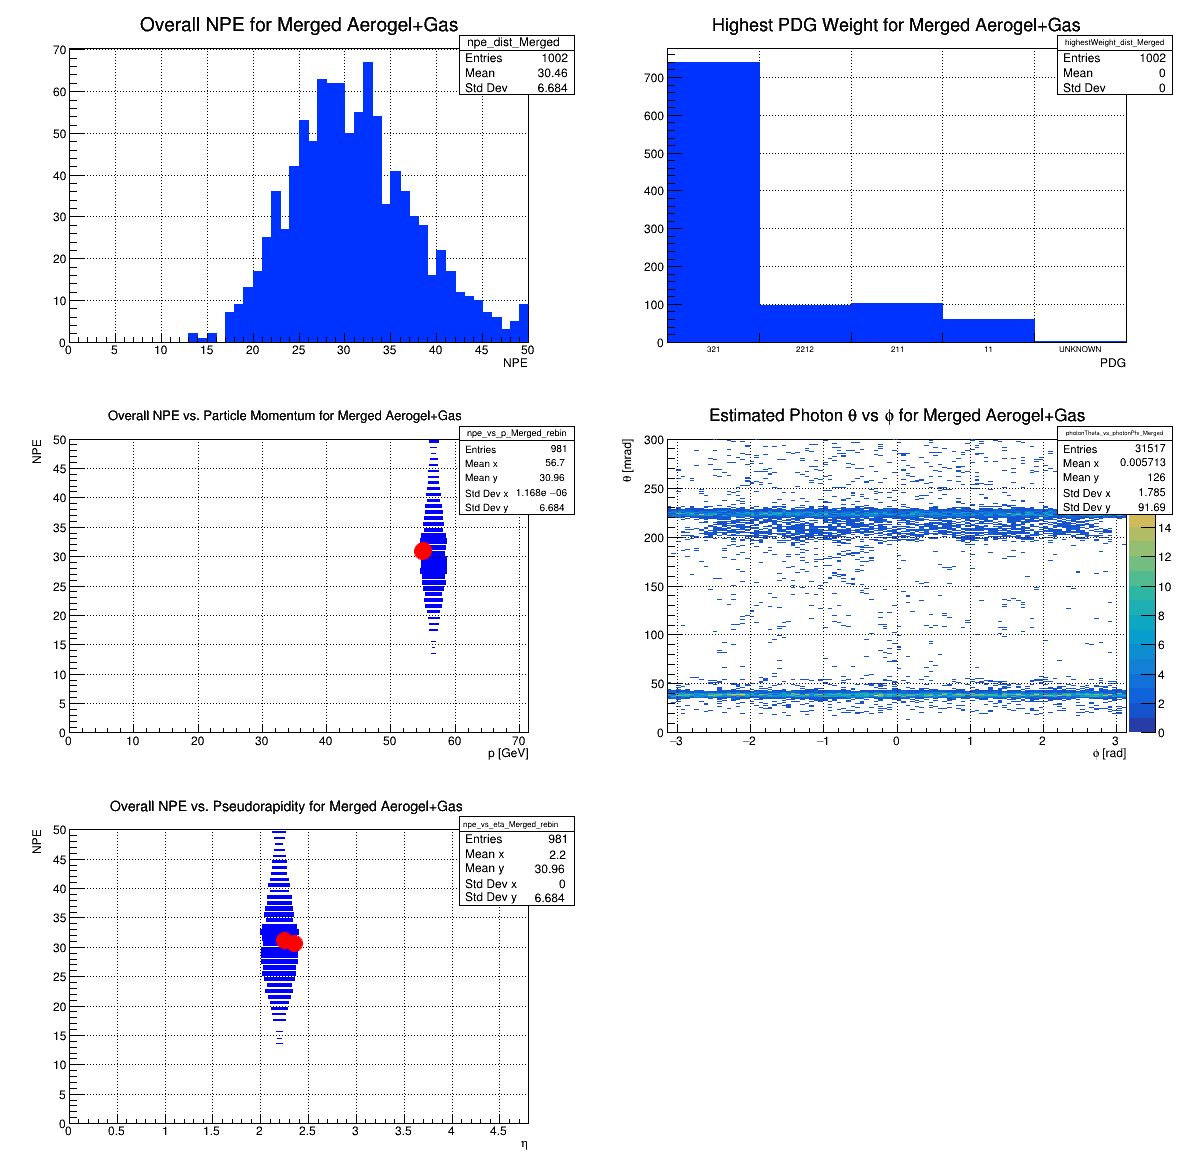 Overall NPE for Merged Aerogel+Gas
npe_dist_Merged
Entries 1002
Mean 30.46
Std Dev 6.684
70
60
50
40
30
20
10
0
0 5 10 15 20 25 30 35 40 45 50
NPE
Highest PDG Weight for Merged Aerogel+Gas
highestWeight_dist_Merged
Entries 1002
Mean 0
Std Dev 0
700
600
500
400
300
200
100
0
321 2212 211 11 UNKNOWN
PDG
Overall NPE vs. Particle Momentum for Merged Aerogel+Gas
npe_vs_p_Merged_rebin
Entries 981
Mean x 56.7
Mean y 30.96
Std Dev x 1.168e −06
Std Dev y 6.684
NPE
50
45
40
35
30
25
20
15
10
5
0
0 10 20 30 40 50 60 70
p [GeV]
Estimated Photon θ vs ϕ for Merged Aerogel+Gas
photonTheta_vs_photonPhi_Merged
Entries 31517
Mean x 0.005713
Mean y 126
Std Dev x 1.785
Std Dev y 91.69
θ [mrad]
300
250
200
150
100
50
0
−3 −2 −1 0 1 2 3
ϕ [rad]
14
12
10
8
6
4
2
0
Overall NPE vs. Pseudorapidity for Merged Aerogel+Gas
npe_vs_eta_Merged_rebin
Entries 981
Mean x 2.2
Mean y 30.96
Std Dev x 0
Std Dev y 6.684
NPE
50
45
40
35
30
25
20
15
10
5
0
0 0.5 1 1.5 2 2.5 3 3.5 4 4.5
η